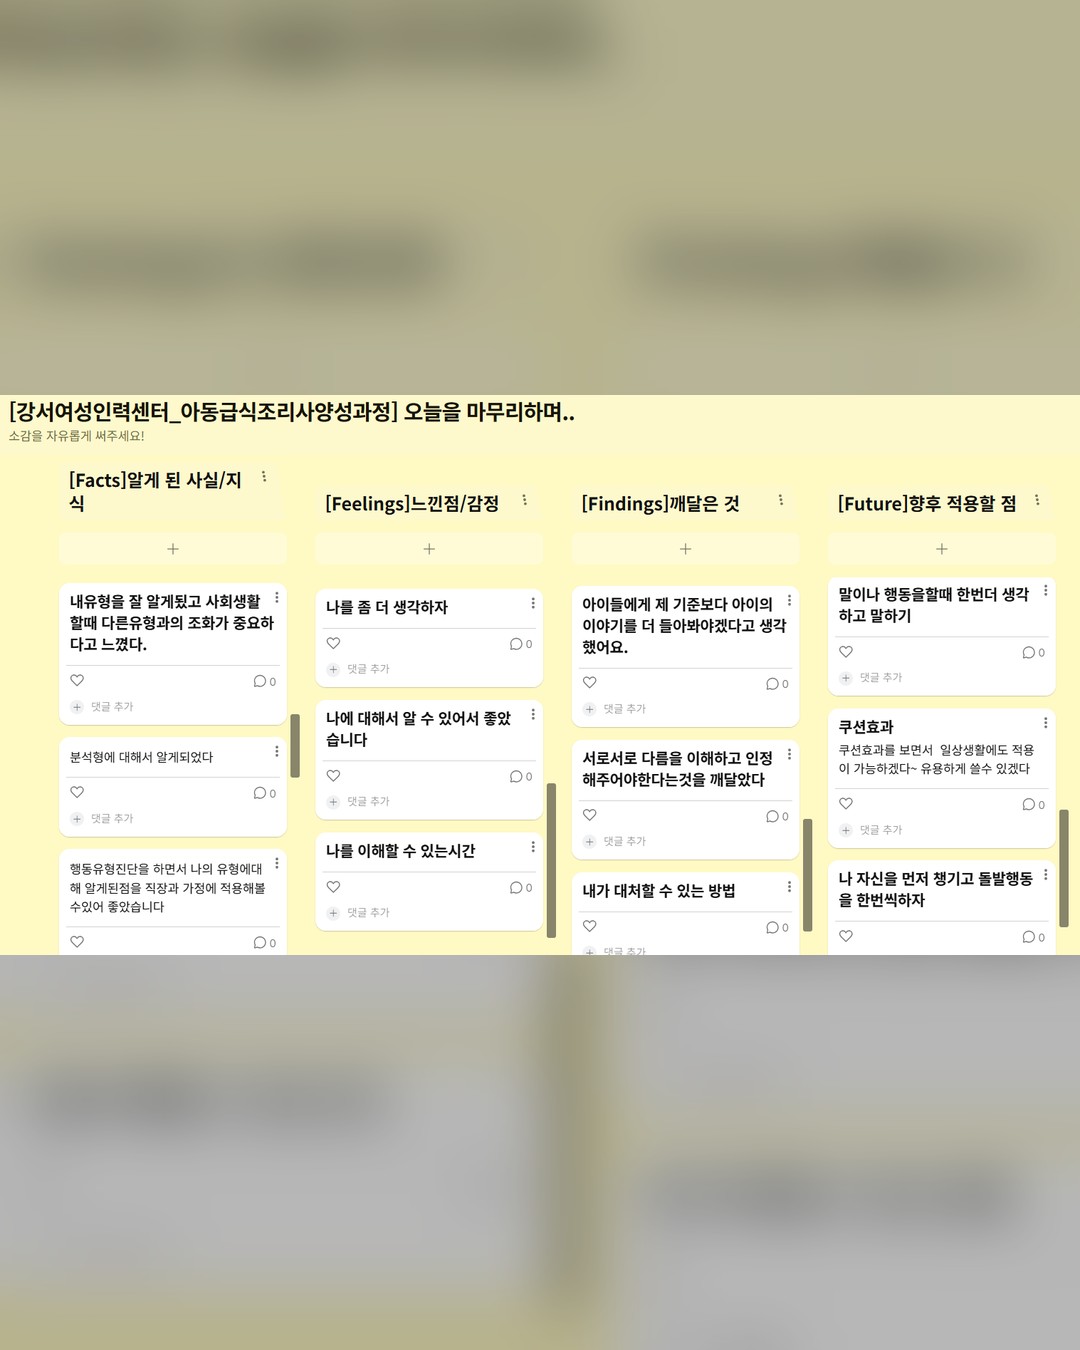 [강서여성인력센터_아동급식조리사양성과정] 오늘을 마무리하며..
소감을 자유롭게 써주세요!
[Facts]알게 된 사실/지
식
내유형을 잘 알게됬고 사회생활
할때 다른유형과의 조화가 중요하
다고 느꼈다.
0
댓글 추가
분석형에 대해서 알게되었다
0
댓글 추가
행동유형진단을 하면서 나의 유형에대
해 알게된점을 직장과 가정에 적용해볼
수있어 좋았습니다
0
[Feelings]느낀점/감정
나를 좀 더 생각하자
0
댓글 추가
나에 대해서 알 수 있어서 좋았
습니다
0
댓글 추가
나를 이해할 수 있는시간
0
댓글 추가
[Findings]깨달은 것
아이들에게 제 기준보다 아이의
이야기를 더 들아봐야겠다고 생각
했어요.
0
댓글 추가
서로서로 다름을 이해하고 인정
해주어야한다는것을 깨달았다
0
댓글 추가
내가 대처할 수 있는 방법
0
댓글 추가
[Future]향후 적용할 점
말이나 행동을할때 한번더 생각
하고 말하기
0
댓글 추가
쿠션효과
쿠션효과를 보면서 일상생활에도 적용
이 가능하겠다~ 유용하게 쓸수 있겠다
0
댓글 추가
나 자신을 먼저 챙기고 돌발행동
을 한번씩하자
0